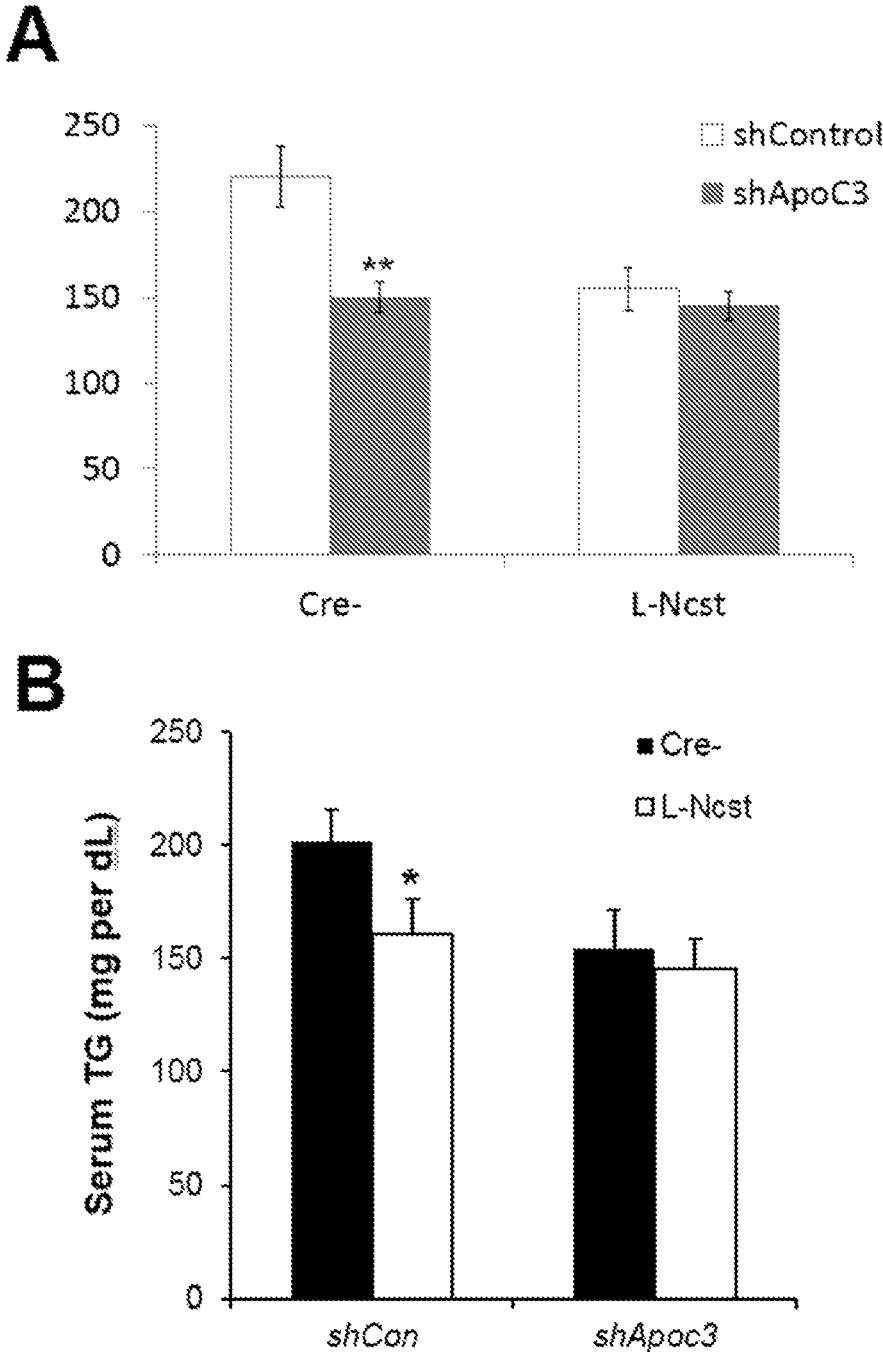 A
250
200
150
100
50
0
**
shControl
shApoC3
Cre-
L-Ncst
B
Serum TG (mg per dL)
250
200
150
100
50
0
*
Cre-
L-Ncst
shCon
shApoc3